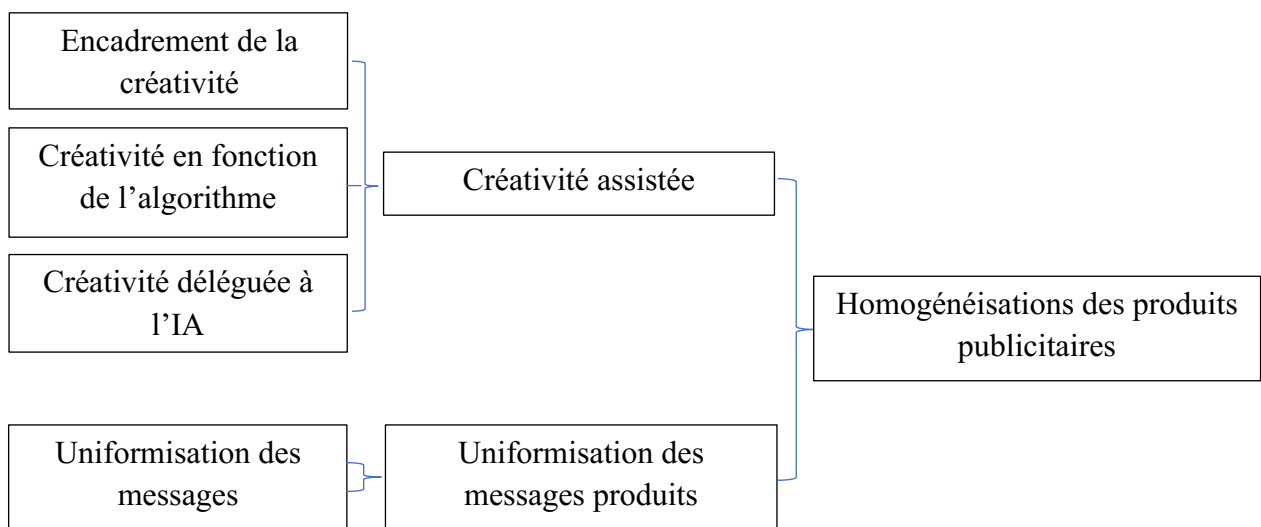 Encadrement de la
créativité
Créativité en fonction
de l’algorithme
Créativité déléguée à
l’IA
Créativité assistée
Homogénéisations des produits
publicitaires
Uniformisation des
messages
Uniformisation des
messages produits